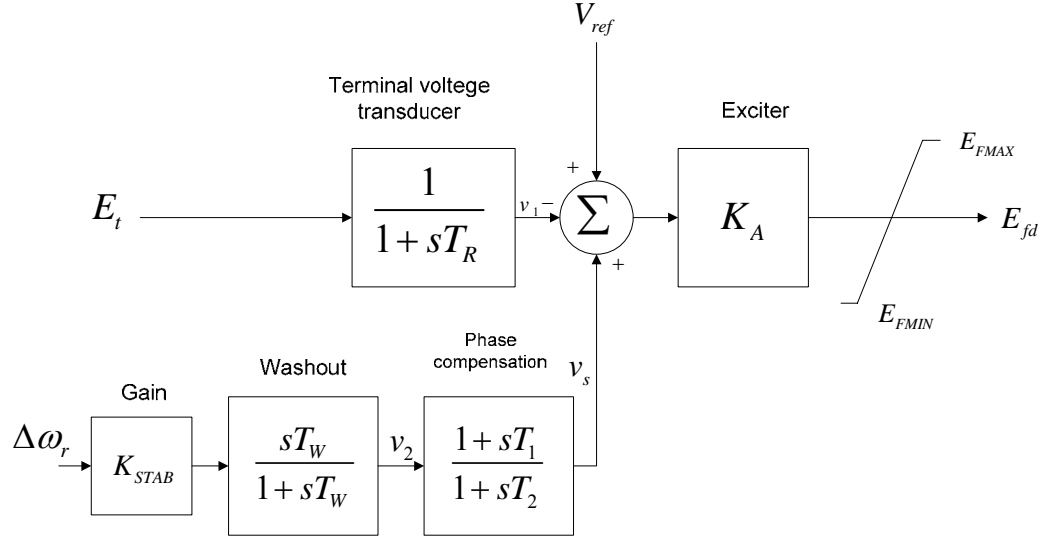 V_ref
Terminal voltege
transducer
Exciter
E_t
1
1 + sT_R
v_1
−
+
Σ
+
K_A
E_FMAX
E_fd
E_FMIN
Gain
Washout
Phase
compensation
v_s
Δω_r
K_STAB
sT_W
1 + sT_W
v_2
1 + sT_1
1 + sT_2